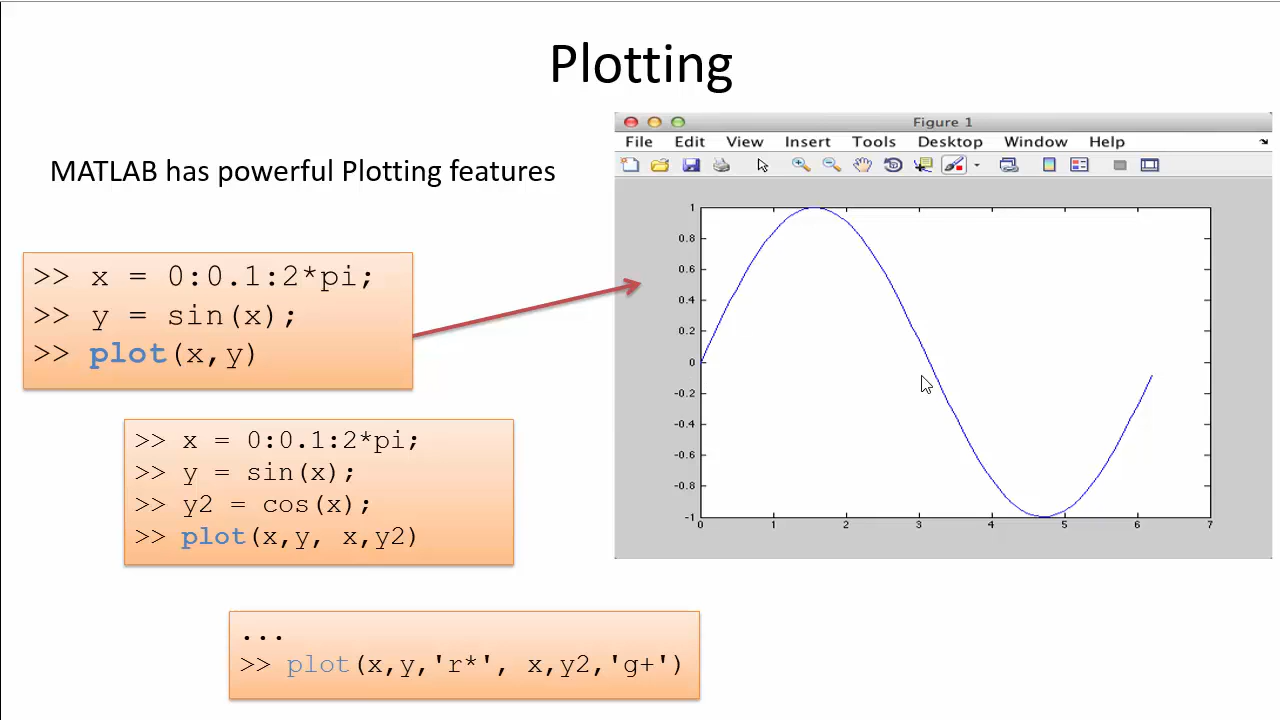 Plotting
MATLAB has powerful Plotting features
>> x = 0:0.1:2*pi;
>> y = sin(x);
>> plot(x,y)
>> x = 0:0.1:2*pi;
>> y = sin(x);
>> y2 = cos(x);
>> plot(x,y, x,y2)
...
>> plot(x,y,'r*', x,y2,'g+')
Figure 1
File Edit View Insert Tools Desktop Window Help
1
0.8
0.6
0.4
0.2
0
-0.2
-0.4
-0.6
-0.8
-1
0 1 2 3 4 5 6 7